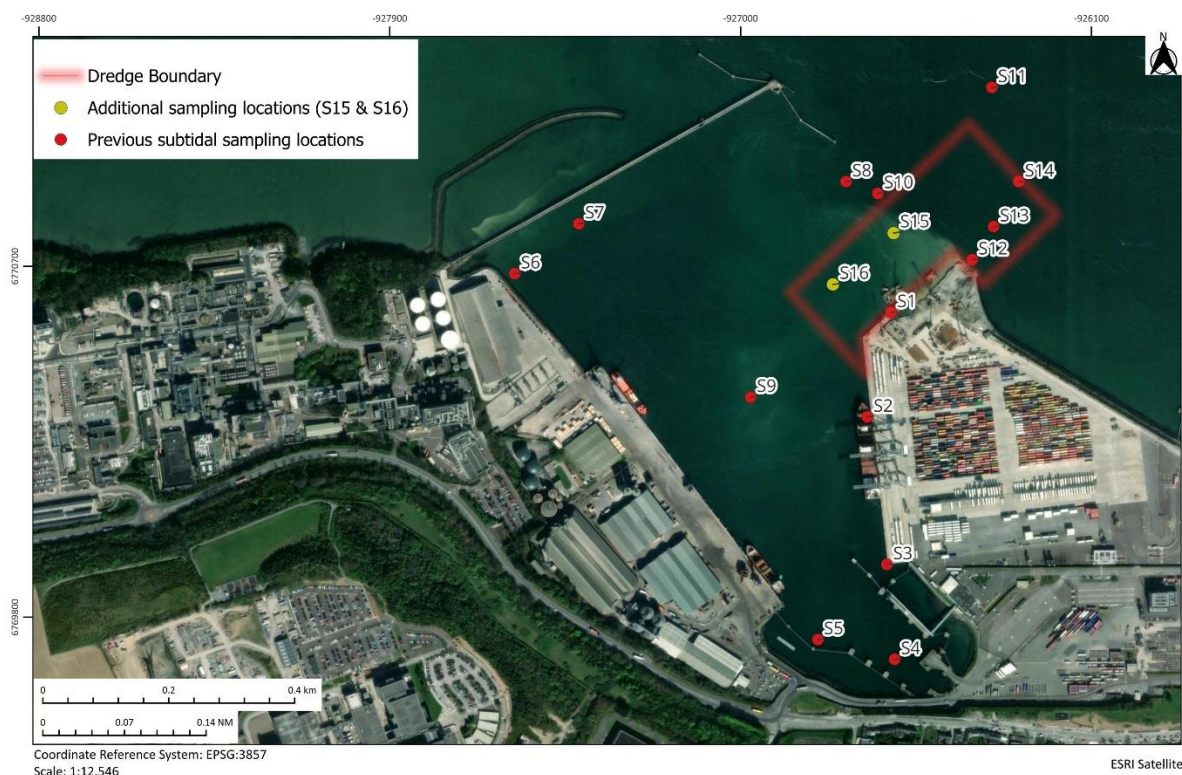 -928800 -927900 -927000 -926100
N
Dredge Boundary
Additional sampling locations (S15 & S16)
Previous subtidal sampling locations
S11
S8
S14
S10
S7
S13
S15
6770700
S12
S6
S16
S1
S9
S2
S3
6769800
S5
S4
0 0.2 0.4 km
0 0.07 0.14 NM
Coordinate Reference System: EPSG:3857
ESRI Satellite
Scale: 1:12,546